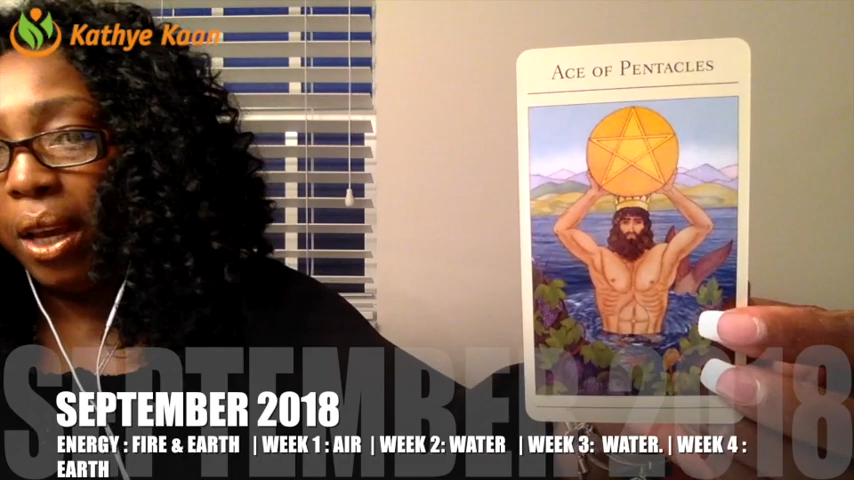 Kathye Kaan
ACE OF PENTACLES
SEPTEMBER 2018
SEPTEMBER 2018
ENERGY : FIRE & EARTH | WEEK 1 : AIR | WEEK 2: WATER | WEEK 3: WATER. | WEEK 4 :
EARTH